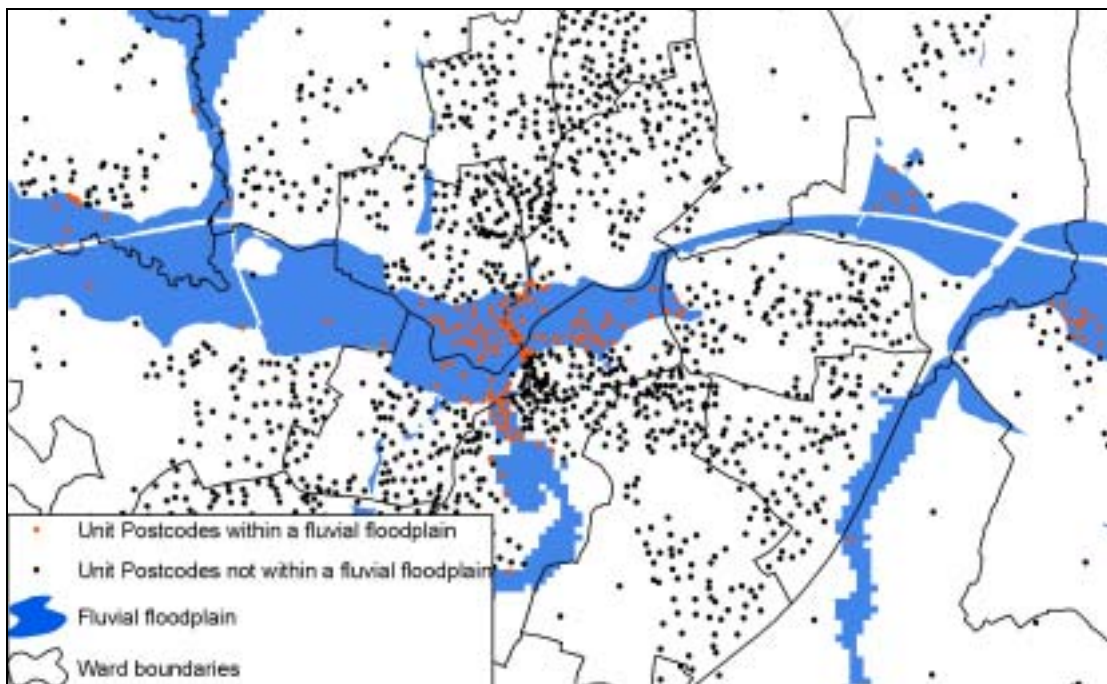 Unit Postcodes within a fluvial floodplain
Unit Postcodes not within a fluvial floodplain
Fluvial floodplain
Ward boundaries